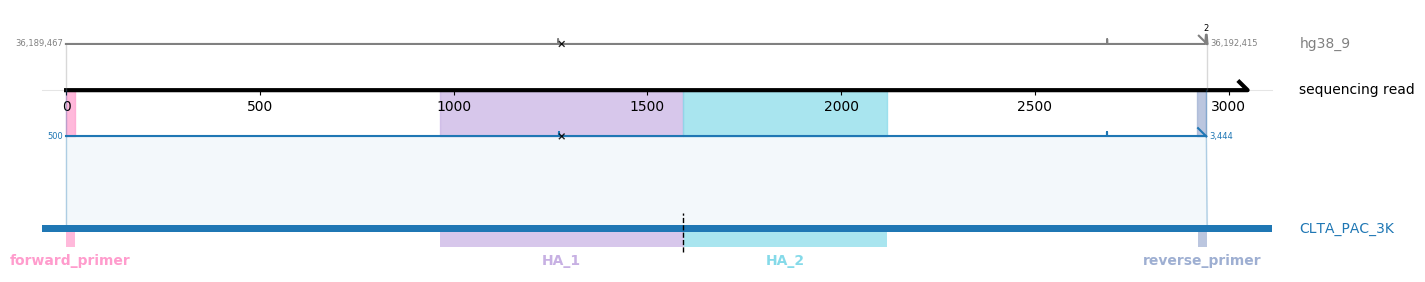 2
36,189,467 36,192,415 hg38_9
sequencing read
0 500 1000 1500 2000 2500 3000
500 3,444
CLTA_PAC_3K
forward_primer HA_1 HA_2 reverse_primer